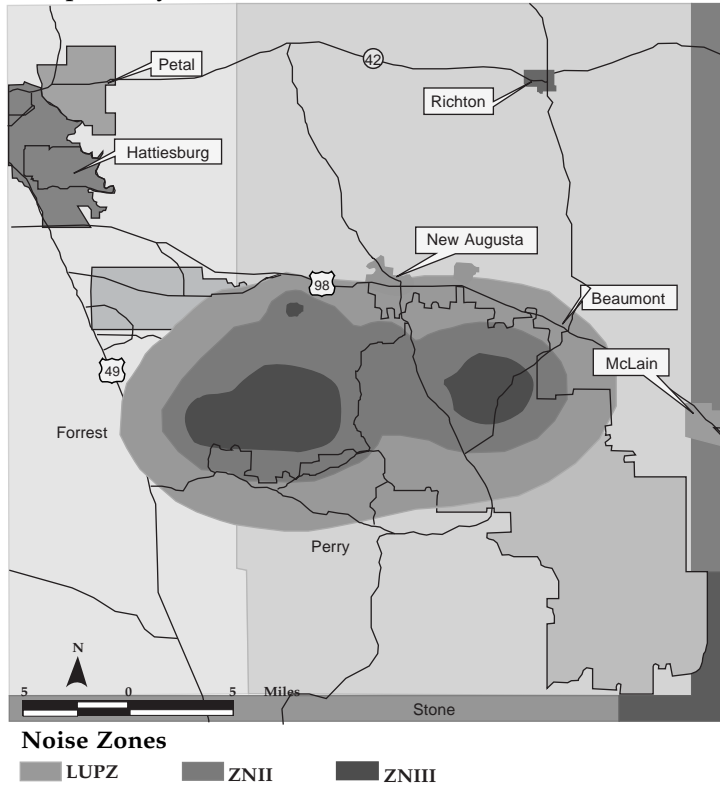 Petal
42
Richton
Hattiesburg
New Augusta
98
Beaumont
49
McLain
Forrest
Perry
N
5 0 5 Miles
Stone
Noise Zones
LUPZ ZNII ZNIII